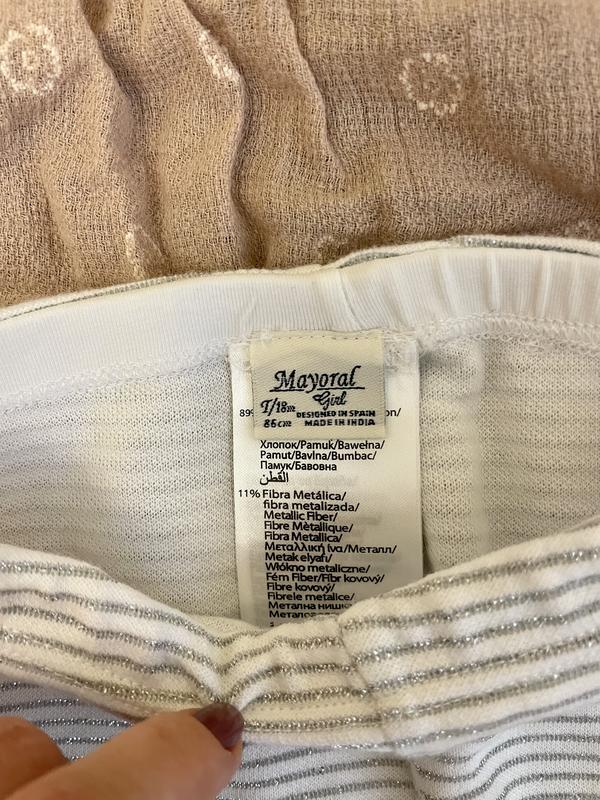 Mayoral
Girl
T/18m
DESIGNED IN SPAIN
86cm MADE IN INDIA
89
on/
Хлопок/Pamuk/Bawełna/
Pamut/Bavlna/Bumbac/
Памук/Бавовна
القطن
11% Fibra Metálica/
fibra metalizada/
Metallic Fiber/
Fibre Mètallique/
Fibra Metallica/
Μεταλλική ίνα/Металл/
Metak elyafı/
Włókno metaliczne/
Fém Fiber/Fibr kovový/
Fibre kovový/
Fibrele metalice/
Метална нишка